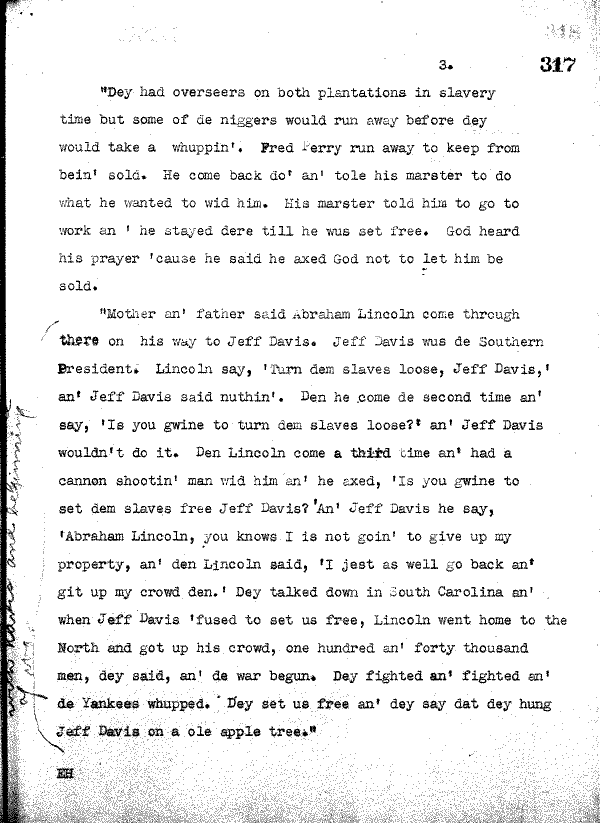 3.
317
"Dey had overseers on both plantations in slavery
time but some of de niggers would run away before dey
would take a whuppin'. Fred Perry run away to keep from
bein' sold. He come back do' an' tole his marster to do
what he wanted to wid him. His marster told him to go to
work an ' he stayed dere till he wus set free. God heard
his prayer 'cause he said he axed God not to let him be
sold.
"Mother an' father said Abraham Lincoln come through
there on his way to Jeff Davis. Jeff Davis wus de Southern
President. Lincoln say, 'Turn dem slaves loose, Jeff Davis,'
an' Jeff Davis said nuthin'. Den he come de second time an'
say, 'Is you gwine to turn dem slaves loose?' an' Jeff Davis
wouldn't do it. Den Lincoln come a third time an' had a
cannon shootin' man wid him an' he axed, 'Is you gwine to
set dem slaves free Jeff Davis?' An' Jeff Davis he say,
'Abraham Lincoln, you knows I is not goin' to give up my
property, an' den Lincoln said, 'I jest as well go back an'
git up my crowd den.' Dey talked down in South Carolina an'
when Jeff Davis 'fused to set us free, Lincoln went home to the
North and got up his crowd, one hundred an' forty thousand
men, dey said, an' de war begun. Dey fighted an' fighted an'
de Yankees whupped. Dey set us free an' dey say dat dey hung
Jeff Davis on a ole apple tree."
EH
and beginning
of